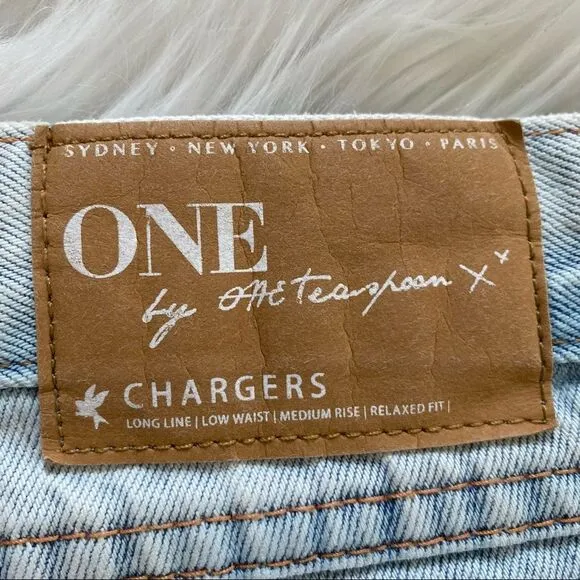 SYDNEY • NEW YORK • TOKYO • PARIS
ONE
by ONE teaspoon X x
CHARGERS
LONG LINE | LOW WAIST | MEDIUM RISE | RELAXED FIT |